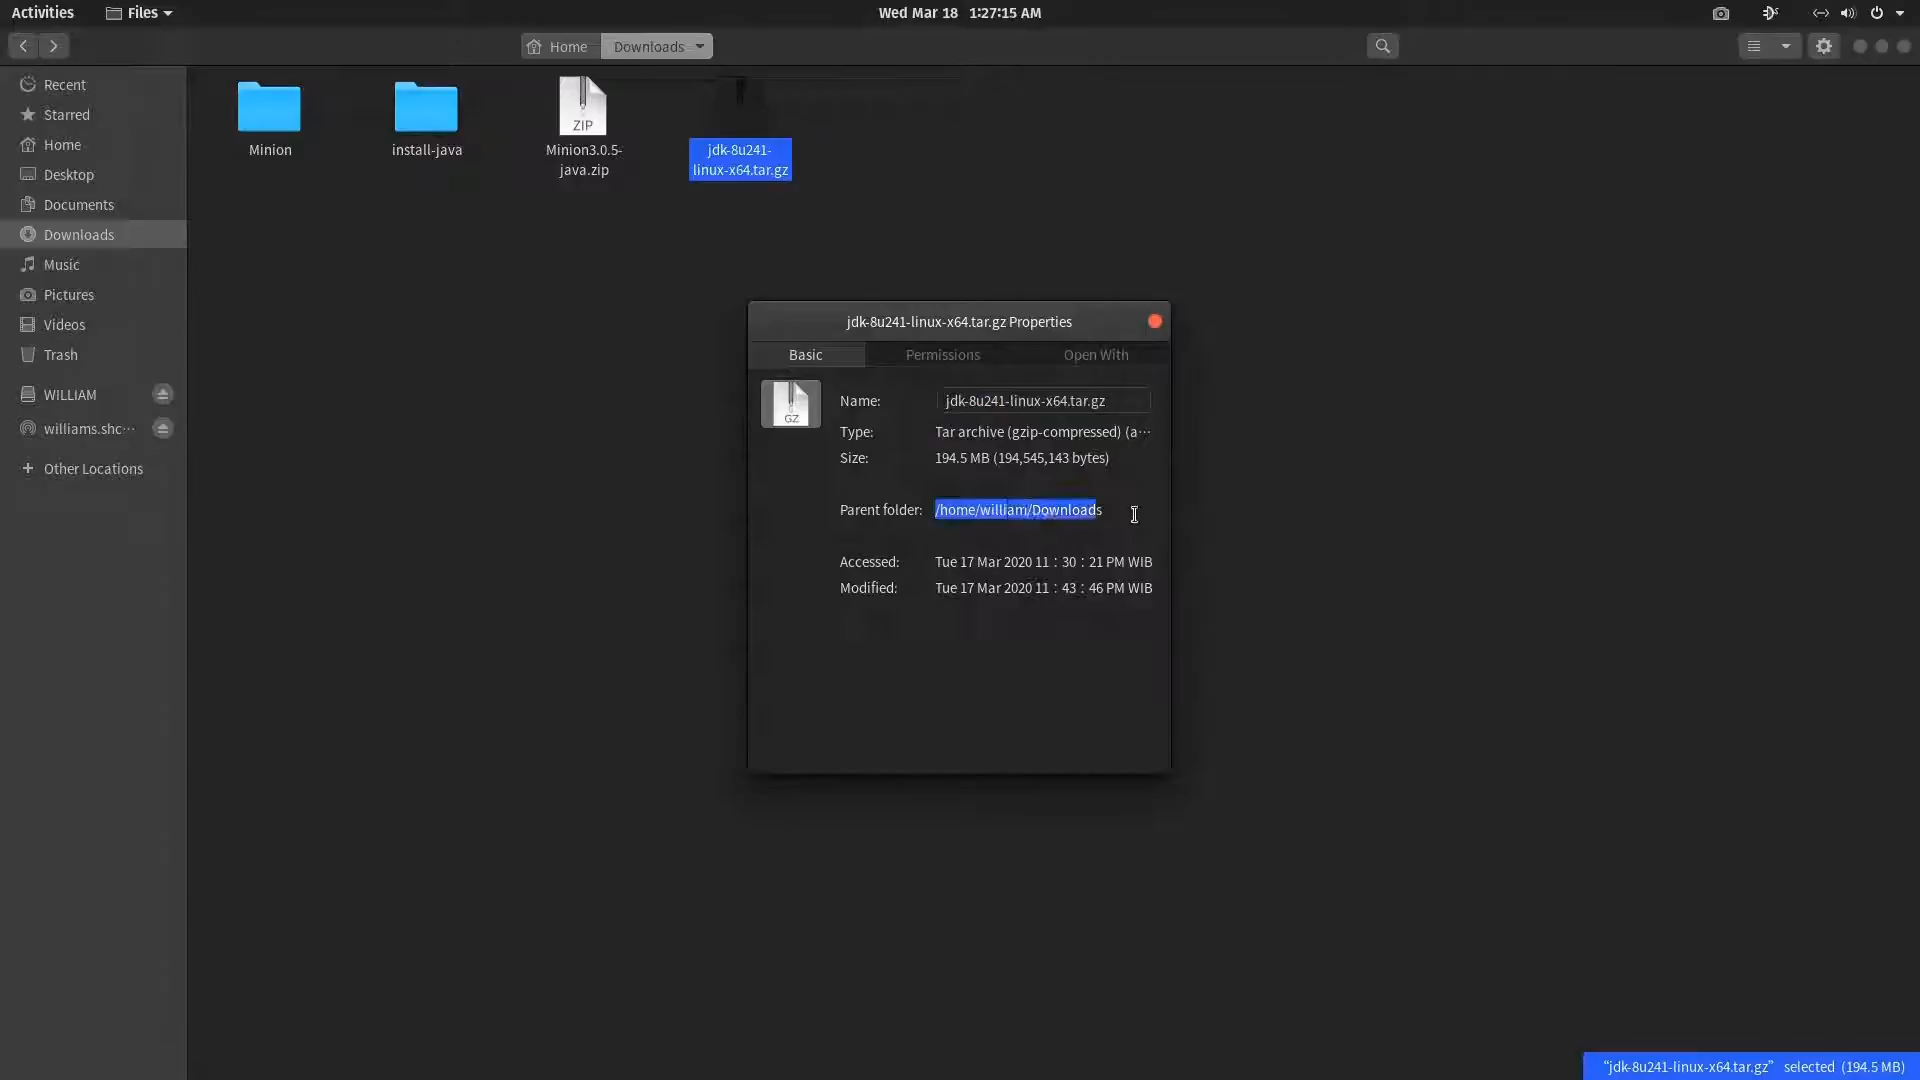 Activities
Files
Wed Mar 18 1:27:15 AM
Home
Downloads
Recent
Starred
Home
Desktop
Documents
Downloads
Music
Pictures
Videos
Trash
WILLIAM
williams.shc···
+ Other Locations
Minion
install-java
ZIP
Minion3.0.5-
java.zip
jdk-8u241-
linux-x64.tar.gz
jdk-8u241-linux-x64.tar.gz Properties
Basic
Permissions
Open With
GZ
Name: jdk-8u241-linux-x64.tar.gz
Type: Tar archive (gzip-compressed) (a···
Size: 194.5 MB (194,545,143 bytes)
Parent folder: /home/william/Downloads
Accessed: Tue 17 Mar 2020 11 : 30 : 21 PM WIB
Modified: Tue 17 Mar 2020 11 : 43 : 46 PM WIB
“jdk-8u241-linux-x64.tar.gz” selected (194.5 MB)